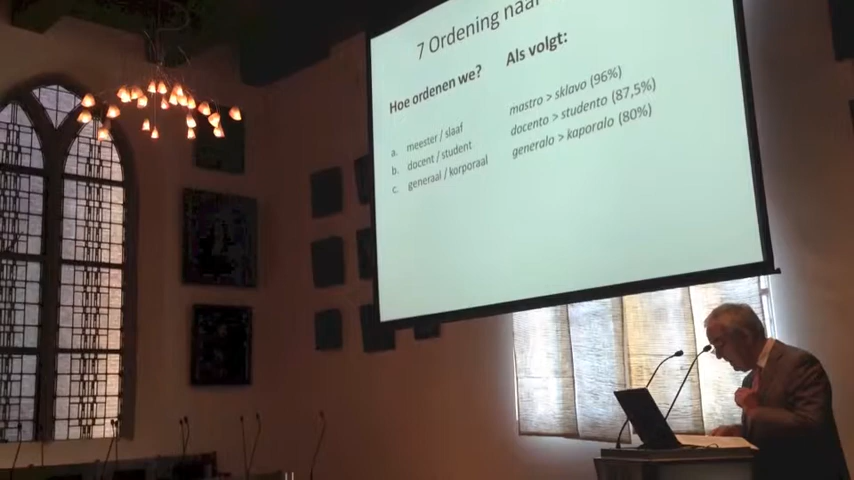 7 Ordening naar
Hoe ordenen we?
Als volgt:
a. meester / slaaf
b. docent / student
c. generaal / korporaal
mastro > sklavo (96%)
docento > studento (87,5%)
generalo > kaporalo (80%)